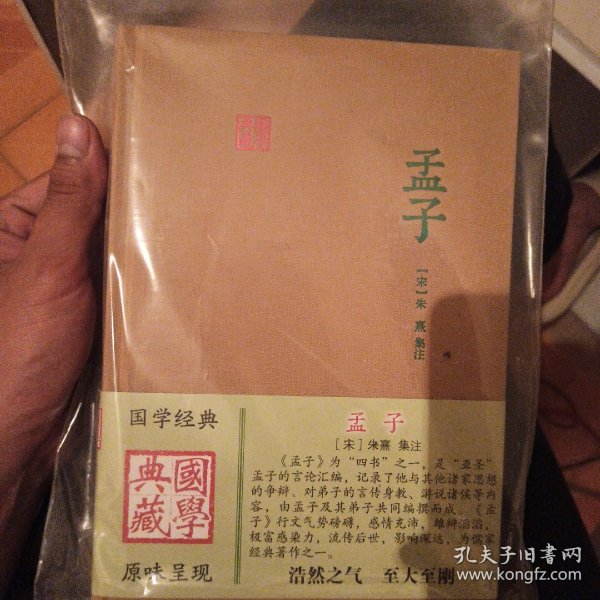 孟子
[宋]朱 熹 集注
国学经典
國學
典藏
原味呈现
孟子
[宋]朱熹 集注
《孟子》为“四书”之一,是“亚圣”
孟子的言论汇编,记录了他与其他诸家思想
的争辩、对弟子的言传身教、游说诸侯等内
容,由孟子及其弟子共同编撰而成。《孟
子》行文气势磅礴,感情充沛,雄辩滔滔,
极富感染力,流传后世,影响深远,为儒家
经典著作之一。
浩然之气 至大至刚
孔夫子旧书网
www.kongfz.com